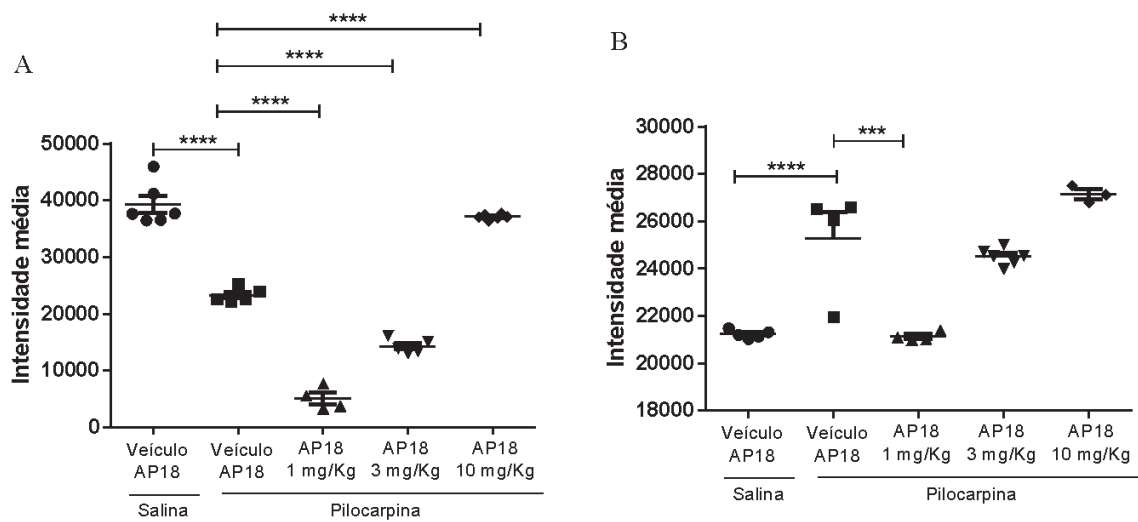 A
****
****
****
****
Intensidade média
50000
40000
30000
20000
10000
0
Veículo AP18
Veículo AP18
AP18 1 mg/Kg
AP18 3 mg/Kg
AP18 10 mg/Kg
Salina
Pilocarpina
B
***
****
Intensidade média
30000
28000
26000
24000
22000
20000
18000
Veículo AP18
Veículo AP18
AP18 1 mg/Kg
AP18 3 mg/Kg
AP18 10 mg/Kg
Salina
Pilocarpina